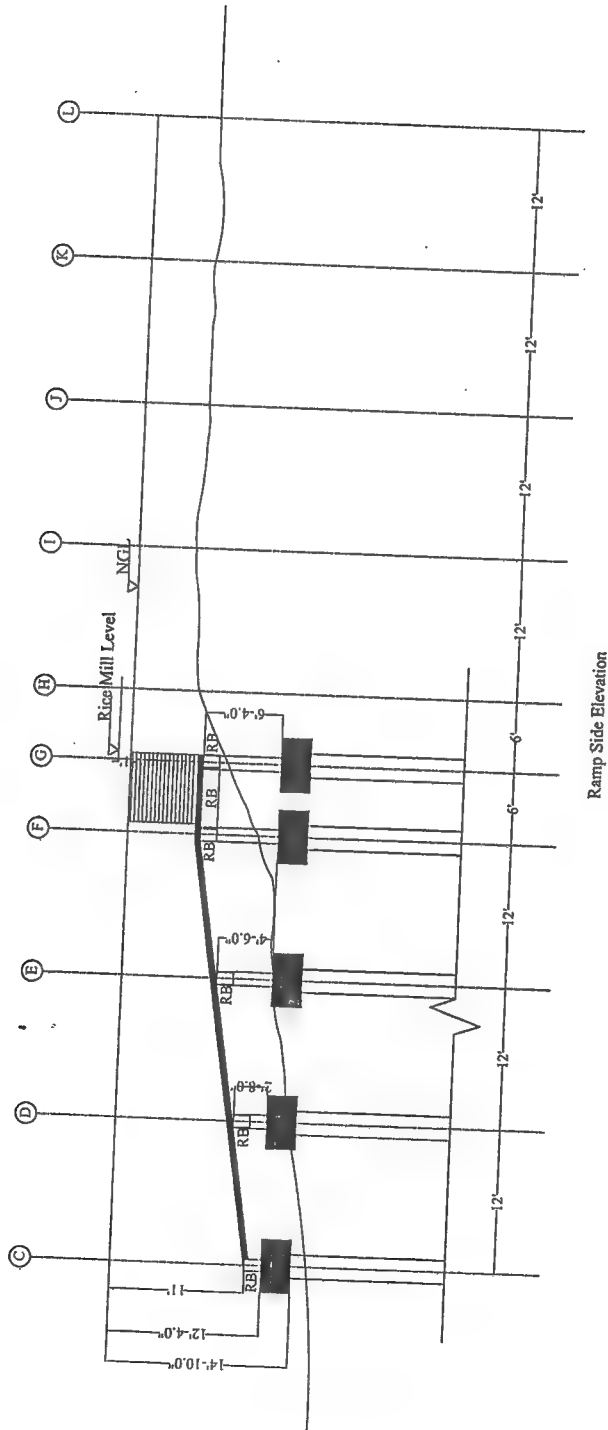 L
K
J
I
H
G
F
E
D
C
NGL
Rice Mill Level
RB
RB
RB
RB
RB
RB
6'-4.0"
4'-6.0"
11'
12'-4.0"
14'-10.0"
12'
12'
12'
12'
6'
6'
12'
12'
12'
Ramp Side Elevation